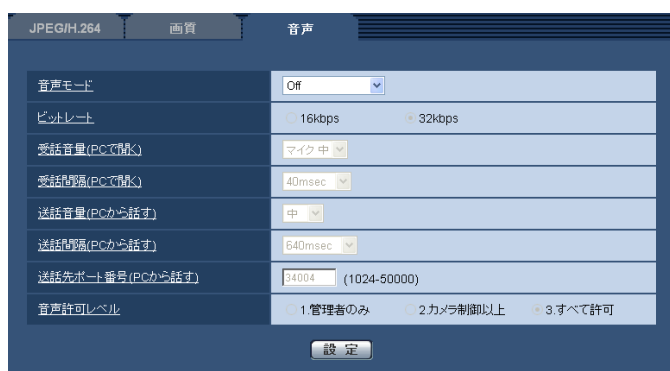 JPEG/H.264 画質 音声
音声モード Off
ビットレート 16kbps 32kbps
受話音量(PCで聞く) マイク 中
受話間隔(PCで聞く) 40msec
送話音量(PCから話す) 中
送話間隔(PCから話す) 640msec
送話先ポート番号(PCから話す) 34004 (1024-50000)
音声許可レベル 1.管理者のみ 2.カメラ制御以上 3.すべて許可
設 定